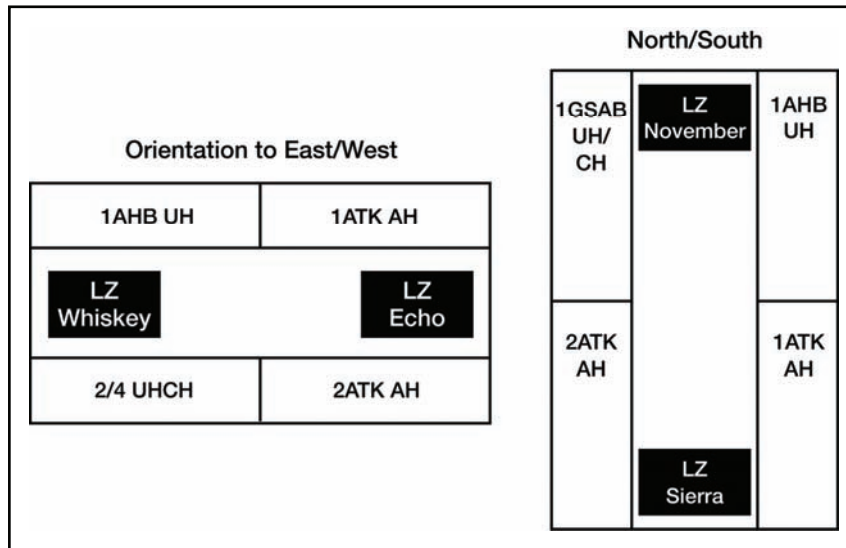 North/South
1GSAB
UH/
CH
LZ
November
1AHB
UH
2ATK
AH
1ATK
AH
LZ
Sierra
Orientation to East/West
1AHB UH
1ATK AH
LZ
Whiskey
LZ
Echo
2/4 UHCH
2ATK AH